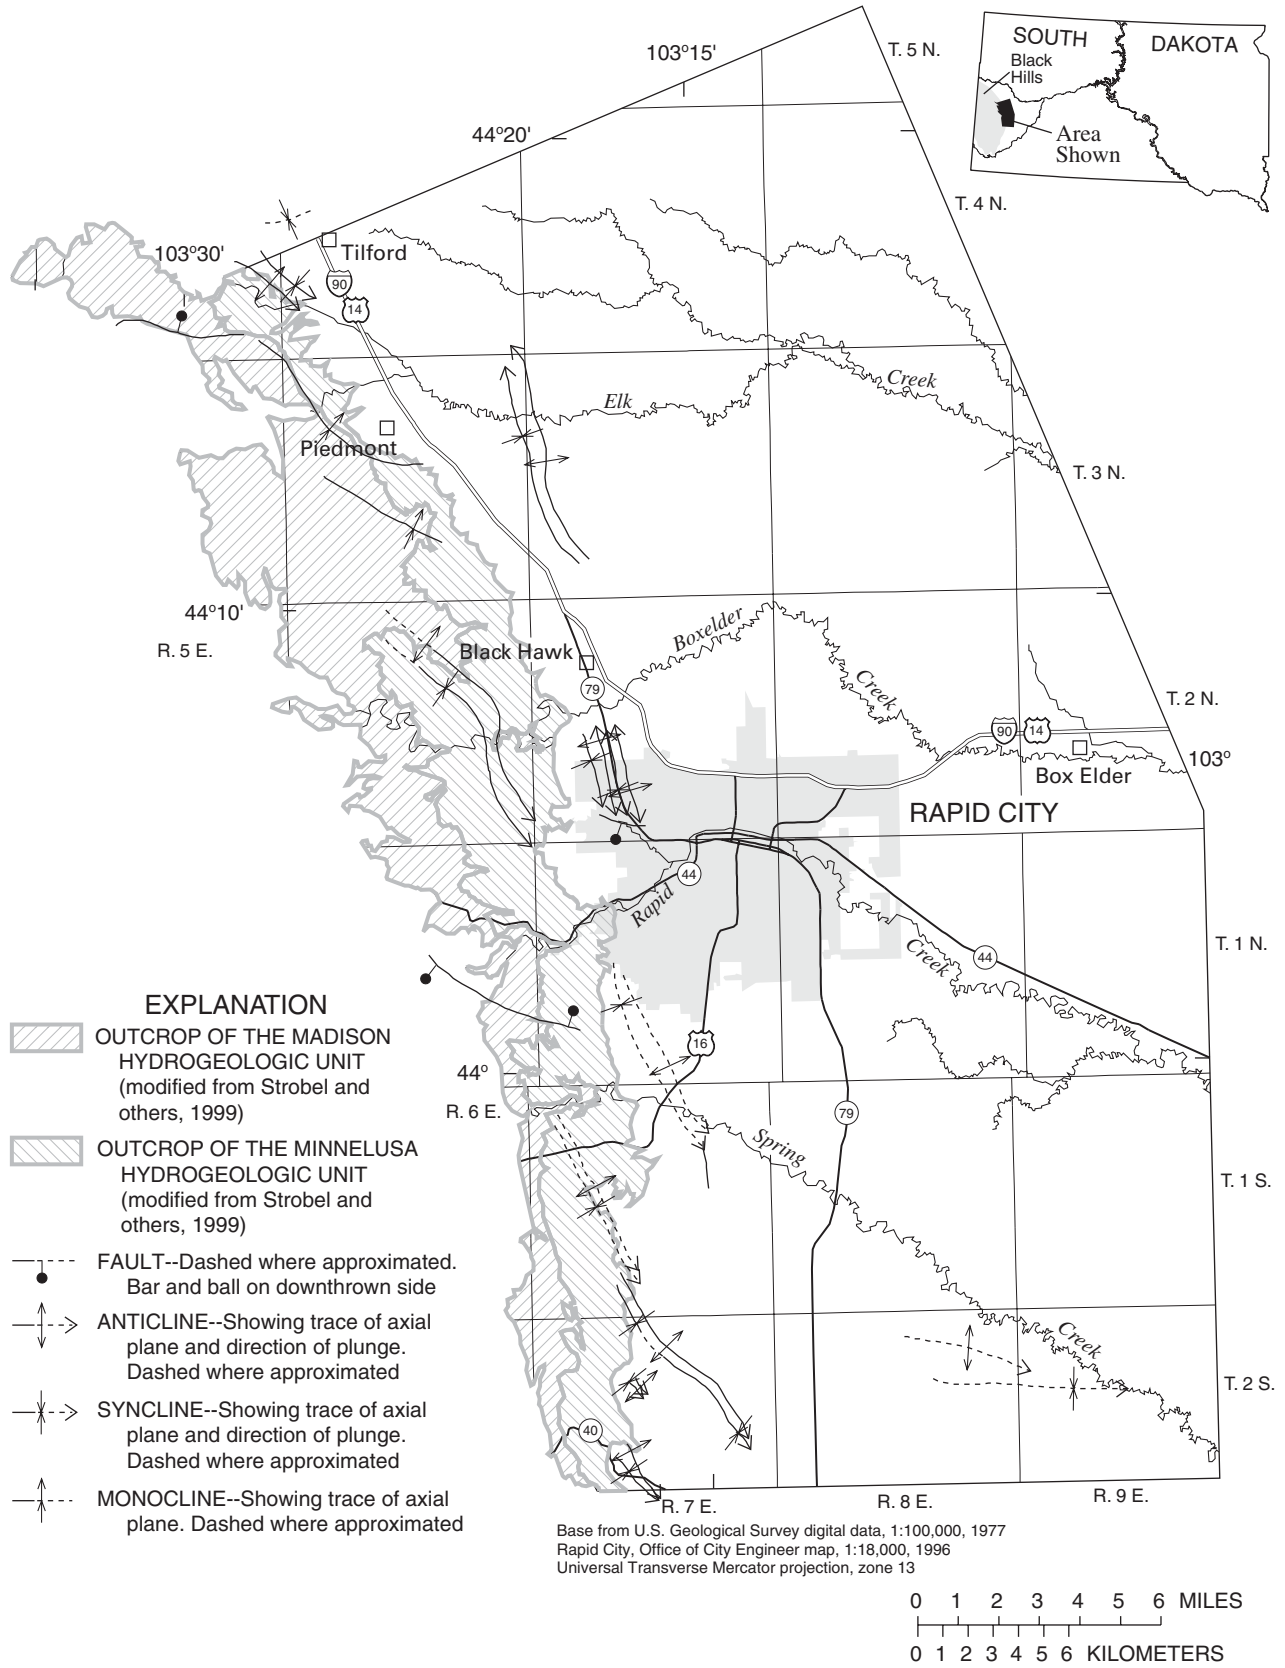 SOUTH
DAKOTA
Black
Hills
Area
Shown
103°15'
T. 5 N.
44°20'
T. 4 N.
103°30'
Tilford
90
14
Creek
Elk
Piedmont
T. 3 N.
44°10'
R. 5 E.
Boxelder
Black Hawk
79
Creek
T. 2 N.
90
14
103°
Box Elder
RAPID CITY
44
Rapid
T. 1 N.
Creek
44
16
44°
R. 6 E.
79
Spring
T. 1 S.
Creek
T. 2 S.
40
R. 7 E.
R. 8 E.
R. 9 E.
EXPLANATION
OUTCROP OF THE MADISON
HYDROGEOLOGIC UNIT
(modified from Strobel and
others, 1999)
OUTCROP OF THE MINNELUSA
HYDROGEOLOGIC UNIT
(modified from Strobel and
others, 1999)
FAULT--Dashed where approximated.
Bar and ball on downthrown side
ANTICLINE--Showing trace of axial
plane and direction of plunge.
Dashed where approximated
SYNCLINE--Showing trace of axial
plane and direction of plunge.
Dashed where approximated
MONOCLINE--Showing trace of axial
plane. Dashed where approximated
Base from U.S. Geological Survey digital data, 1:100,000, 1977
Rapid City, Office of City Engineer map, 1:18,000, 1996
Universal Transverse Mercator projection, zone 13
0 1 2 3 4 5 6 MILES
0 1 2 3 4 5 6 KILOMETERS